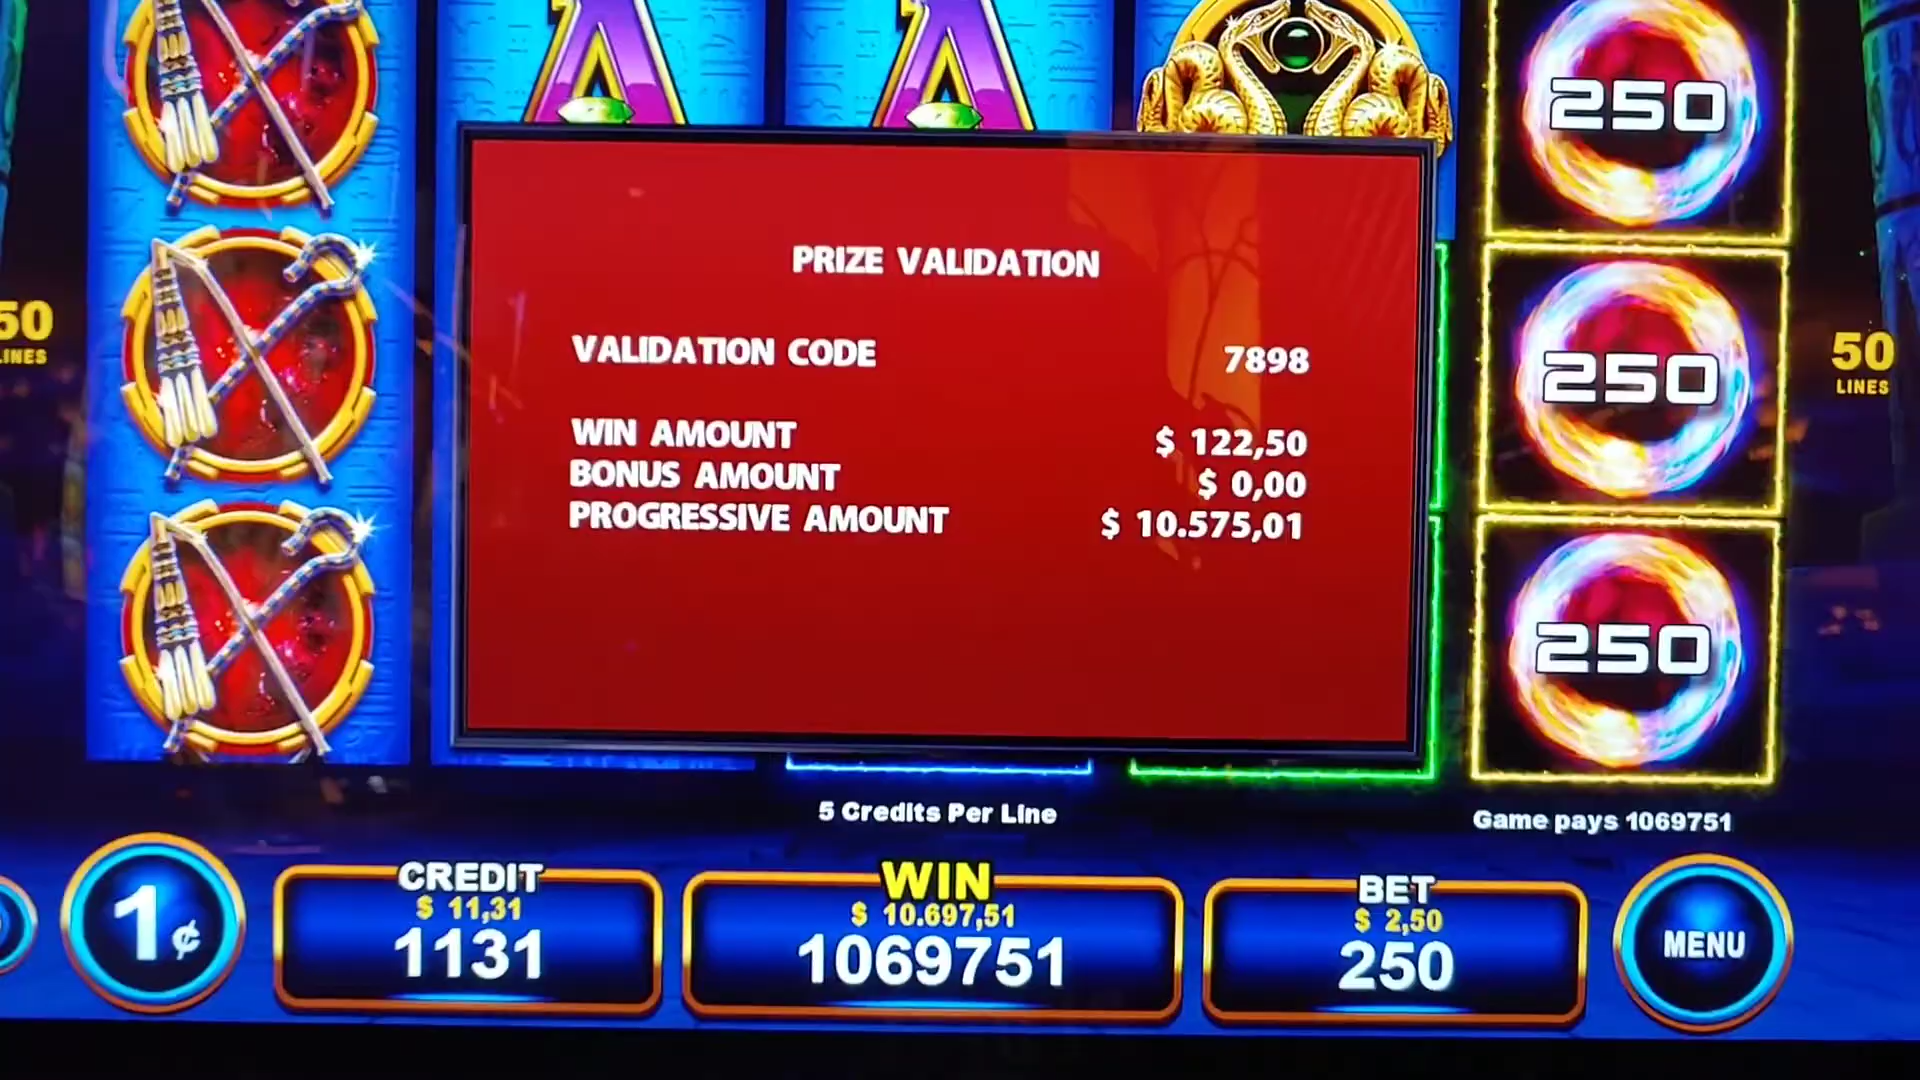 250
PRIZE VALIDATION
VALIDATION CODE 7898
WIN AMOUNT $ 122,50
BONUS AMOUNT $ 0,00
PROGRESSIVE AMOUNT $ 10.575,01
250
50
LINES
50
LINES
250
5 Credits Per Line
Game pays 1069751
1¢
CREDIT
$ 11,31
1131
WIN
$ 10.697,51
1069751
BET
$ 2,50
250
MENU